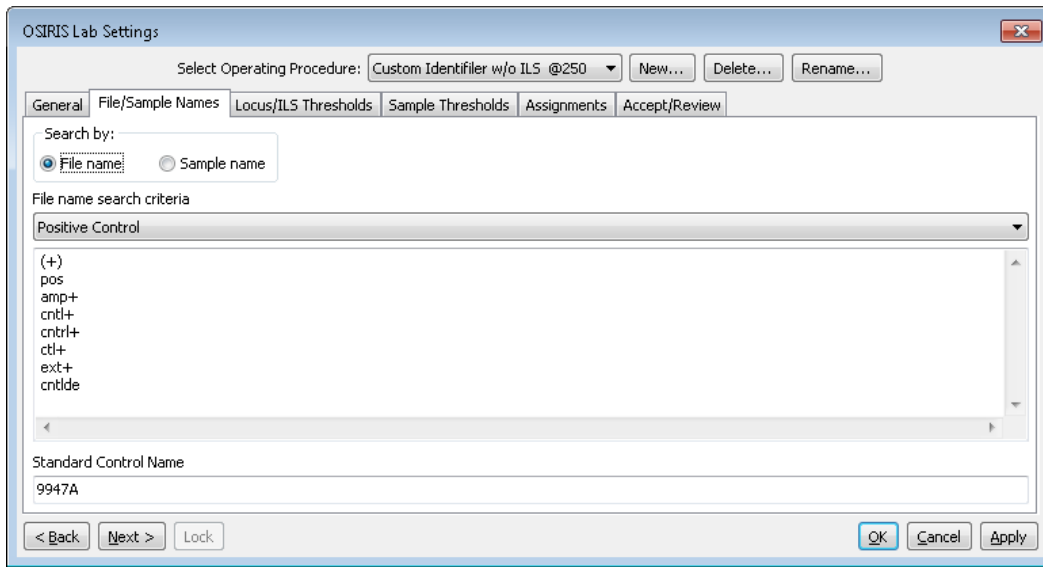 OSIRIS Lab Settings
Select Operating Procedure: Custom Identifiler w/o ILS @250 New... Delete... Rename...
General File/Sample Names Locus/ILS Thresholds Sample Thresholds Assignments Accept/Review
Search by:
File name Sample name
File name search criteria
Positive Control
(+)
pos
amp+
cntl+
cntrl+
ctl+
ext+
cntlde
Standard Control Name
9947A
< Back Next > Lock OK Cancel Apply